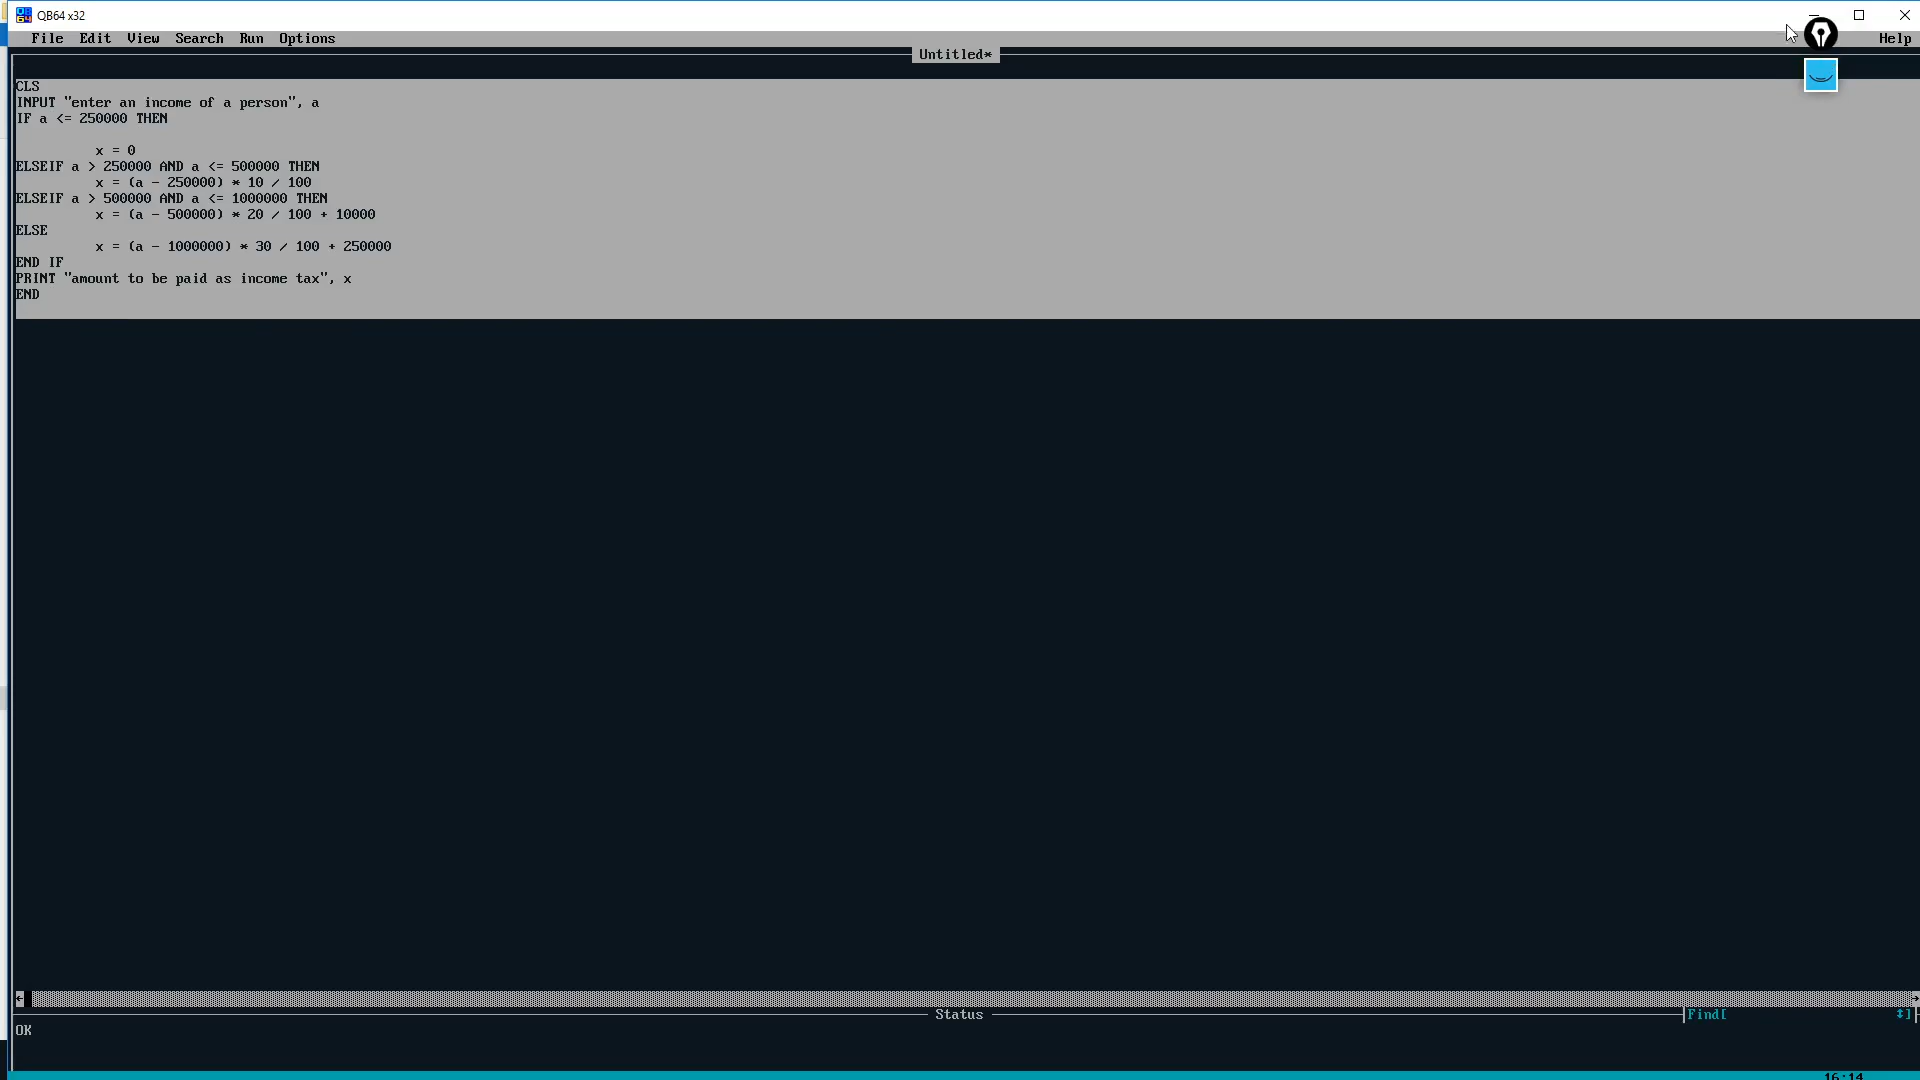 QB64 x32
File Edit View Search Run Options Help
Untitled*
CLS
INPUT "enter an income of a person", a
IF a <= 250000 THEN
x = 0
ELSEIF a > 250000 AND a <= 500000 THEN
x = (a - 250000) * 10 / 100
ELSEIF a > 500000 AND a <= 1000000 THEN
x = (a - 500000) * 20 / 100 + 10000
ELSE
x = (a - 1000000) * 30 / 100 + 250000
END IF
PRINT "amount to be paid as income tax", x
END
Status
Find[ ↕]
OK
16:14